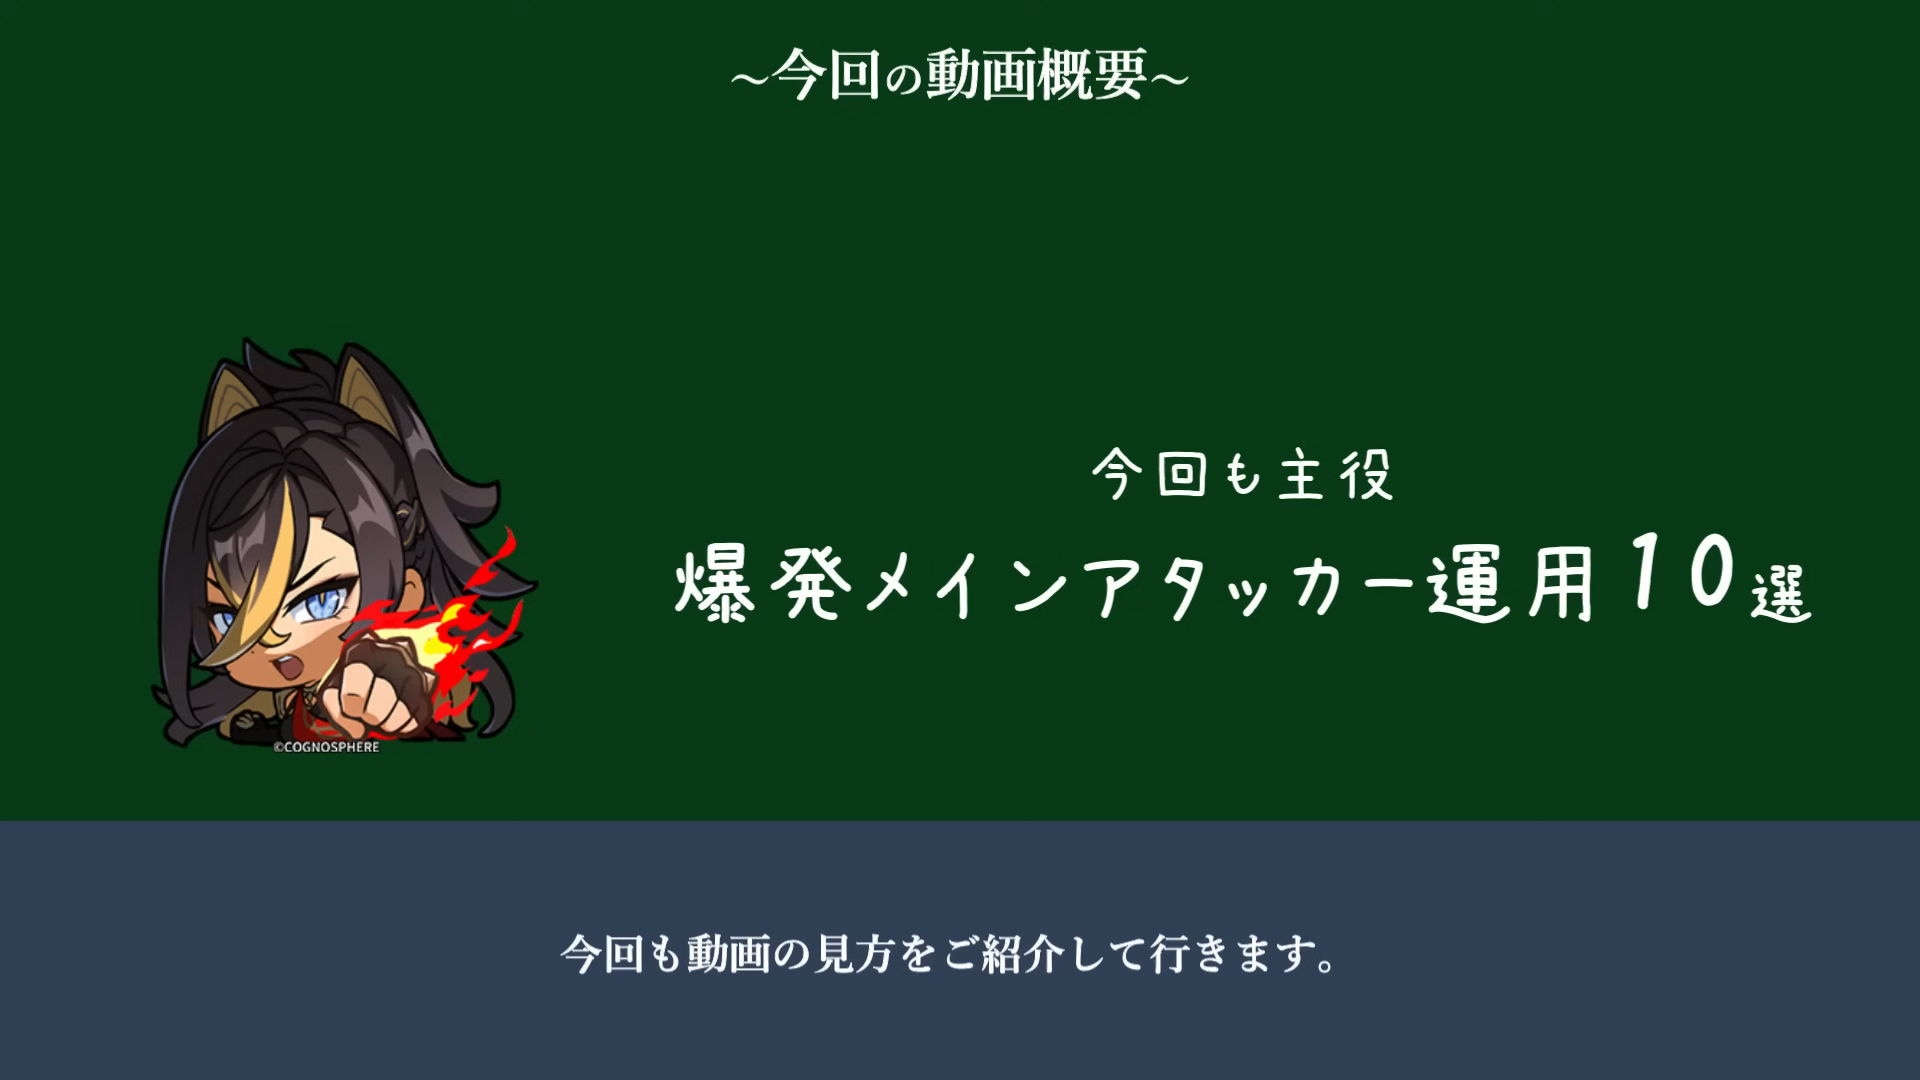 ~今回の動画概要~
今回も主役
爆発メインアタッカー運用10選
©COGNOSPHERE
今回も動画の見方をご紹介して行きます。